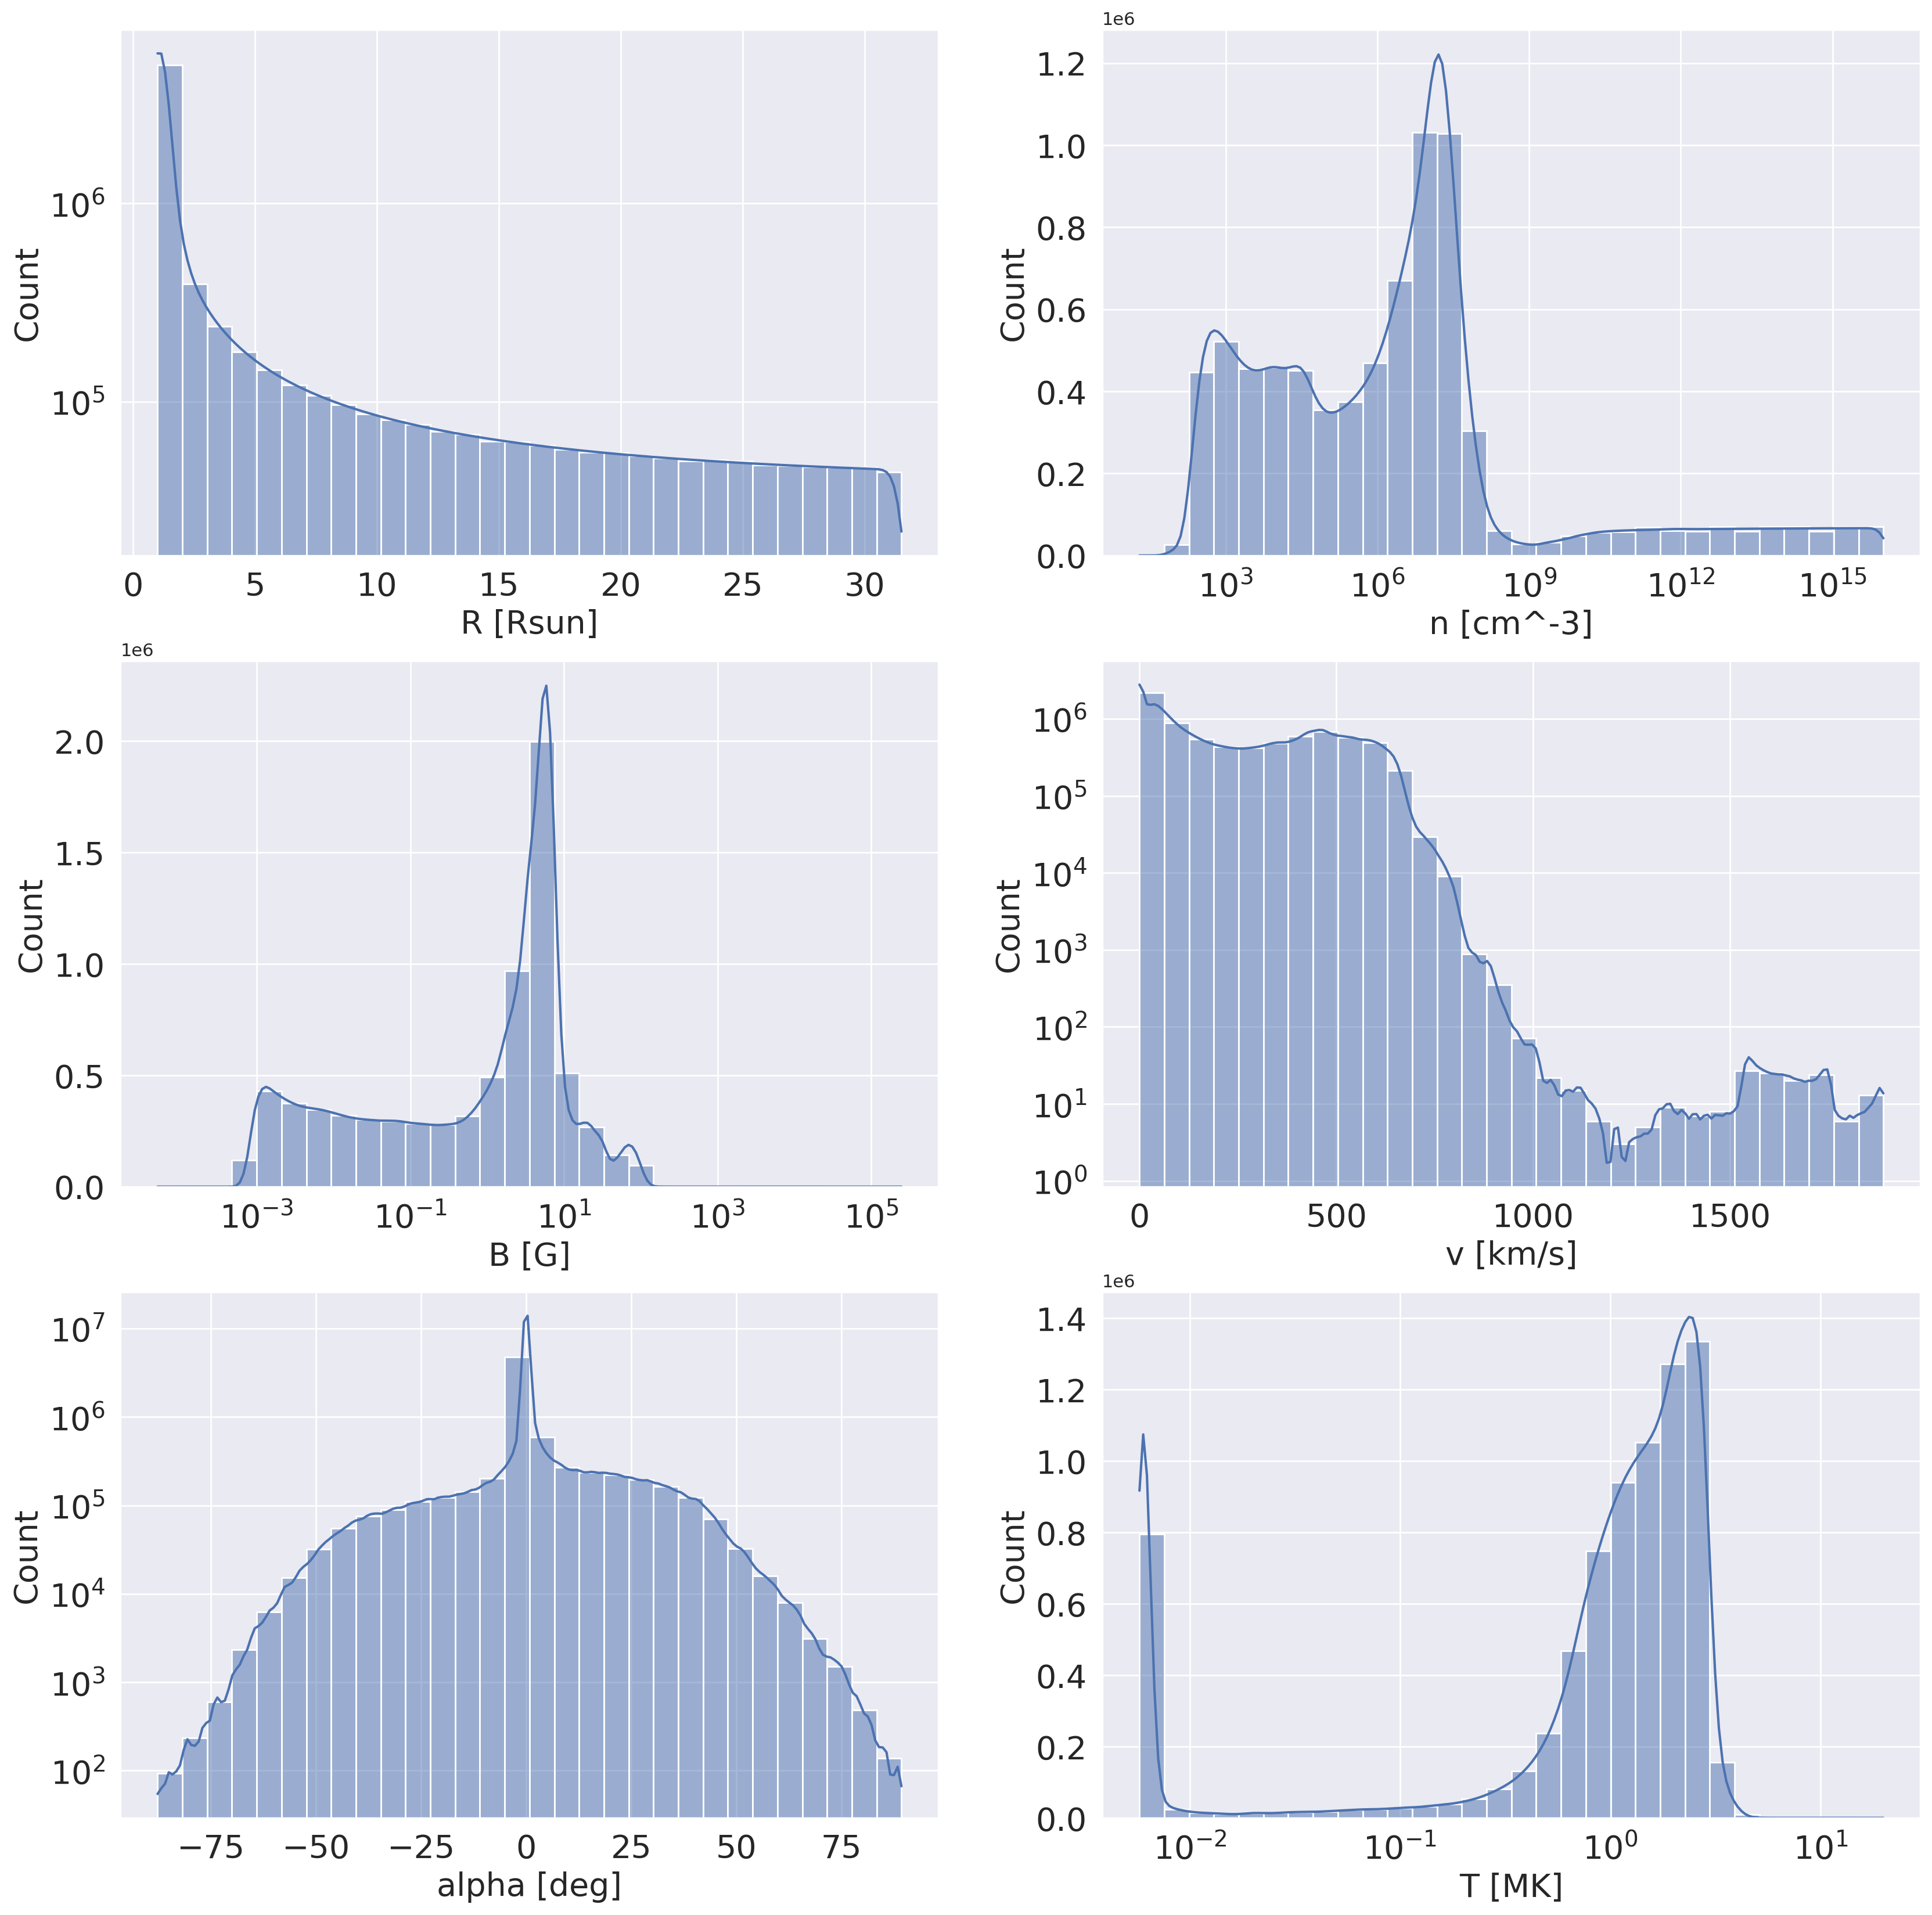 Count
10^6
10^5
0 5 10 15 20 25 30
R [Rsun]
1e6
Count
1.2
1.0
0.8
0.6
0.4
0.2
0.0
10^3 10^6 10^9 10^12 10^15
n [cm^-3]
1e6
Count
2.0
1.5
1.0
0.5
0.0
10^-3 10^-1 10^1 10^3 10^5
B [G]
Count
10^6
10^5
10^4
10^3
10^2
10^1
10^0
0 500 1000 1500
v [km/s]
Count
10^7
10^6
10^5
10^4
10^3
10^2
−75 −50 −25 0 25 50 75
alpha [deg]
1e6
Count
1.4
1.2
1.0
0.8
0.6
0.4
0.2
0.0
10^−2 10^−1 10^0 10^1
T [MK]